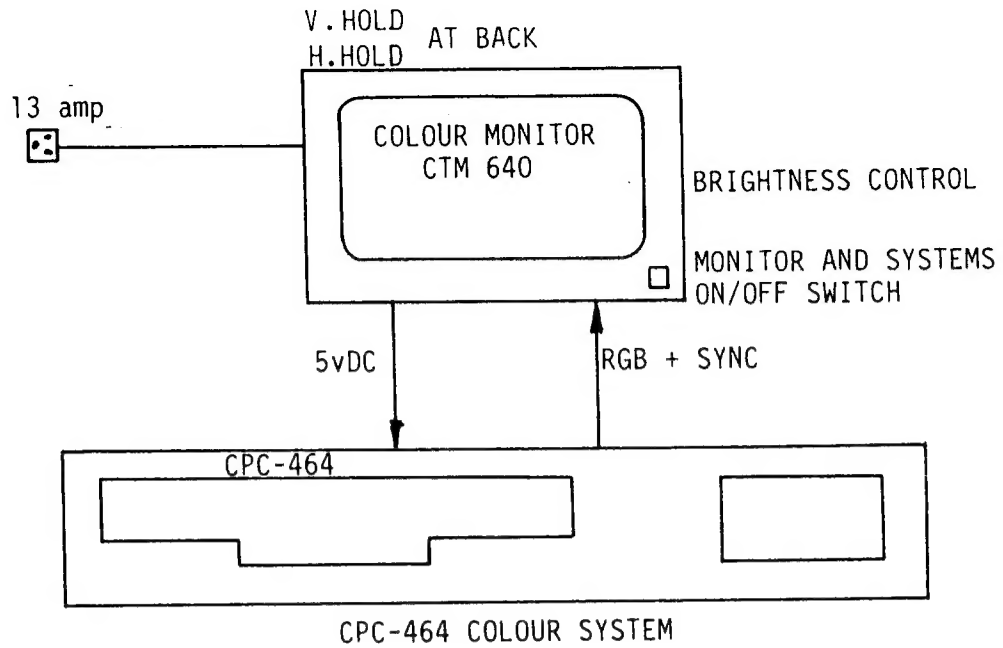 V.HOLD
H.HOLD
AT BACK
13 amp
COLOUR MONITOR
CTM 640
BRIGHTNESS CONTROL
MONITOR AND SYSTEMS
ON/OFF SWITCH
5vDC
RGB + SYNC
CPC-464
CPC-464 COLOUR SYSTEM